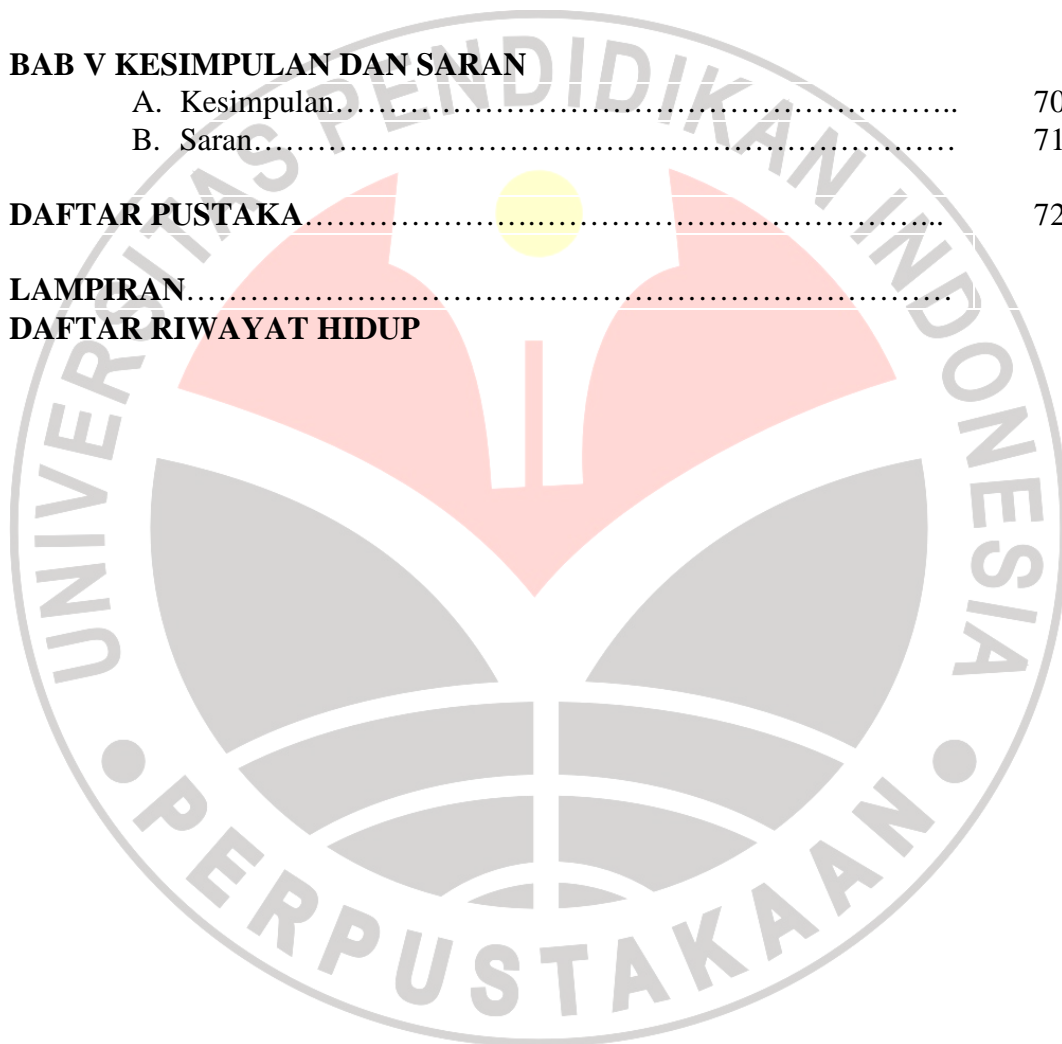 BAB V KESIMPULAN DAN SARAN
A. Kesimpulan……………………………………………….. 70
B. Saran………………………………………………………… 71
DAFTAR PUSTAKA………………………………………………….. 72
LAMPIRAN………………………………………………………………
DAFTAR RIWAYAT HIDUP
UNIVERSITAS PENDIDIKAN INDONESIA
PERPUSTAKAAN